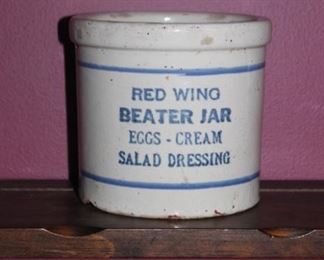 RED WING
BEATER JAR
EGGS - CREAM
SALAD DRESSING